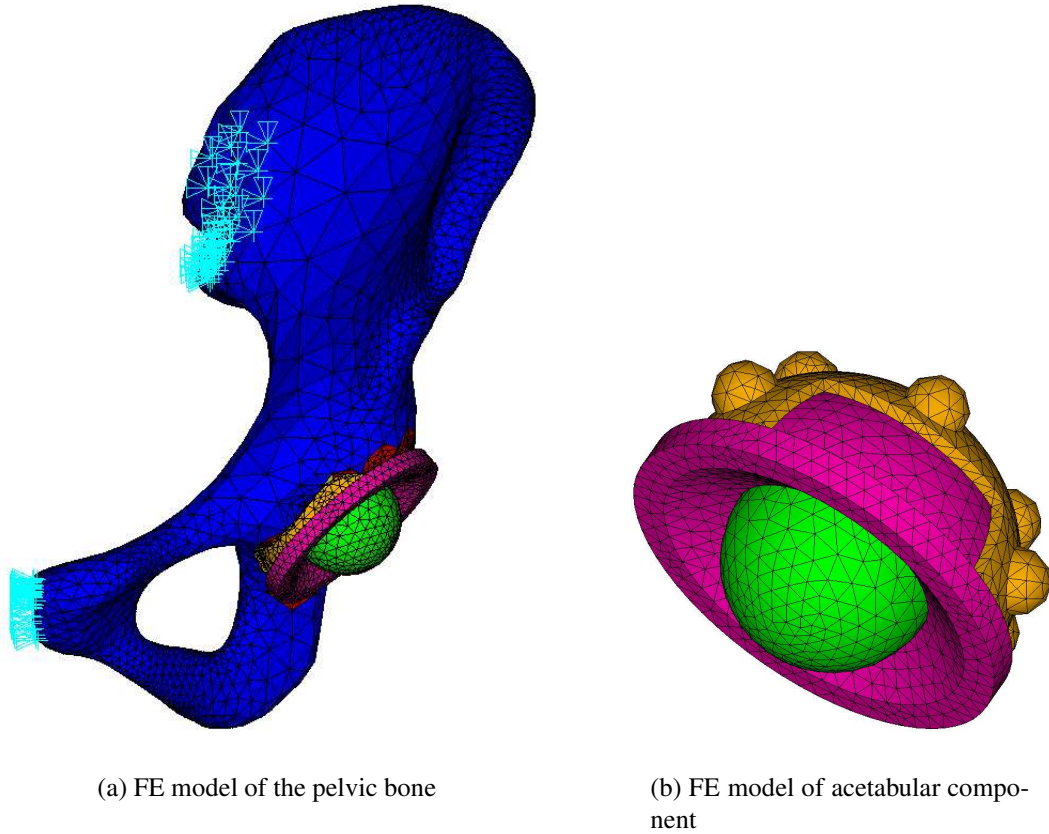 (a) FE model of the pelvic bone
(b) FE model of acetabular compo-
nent